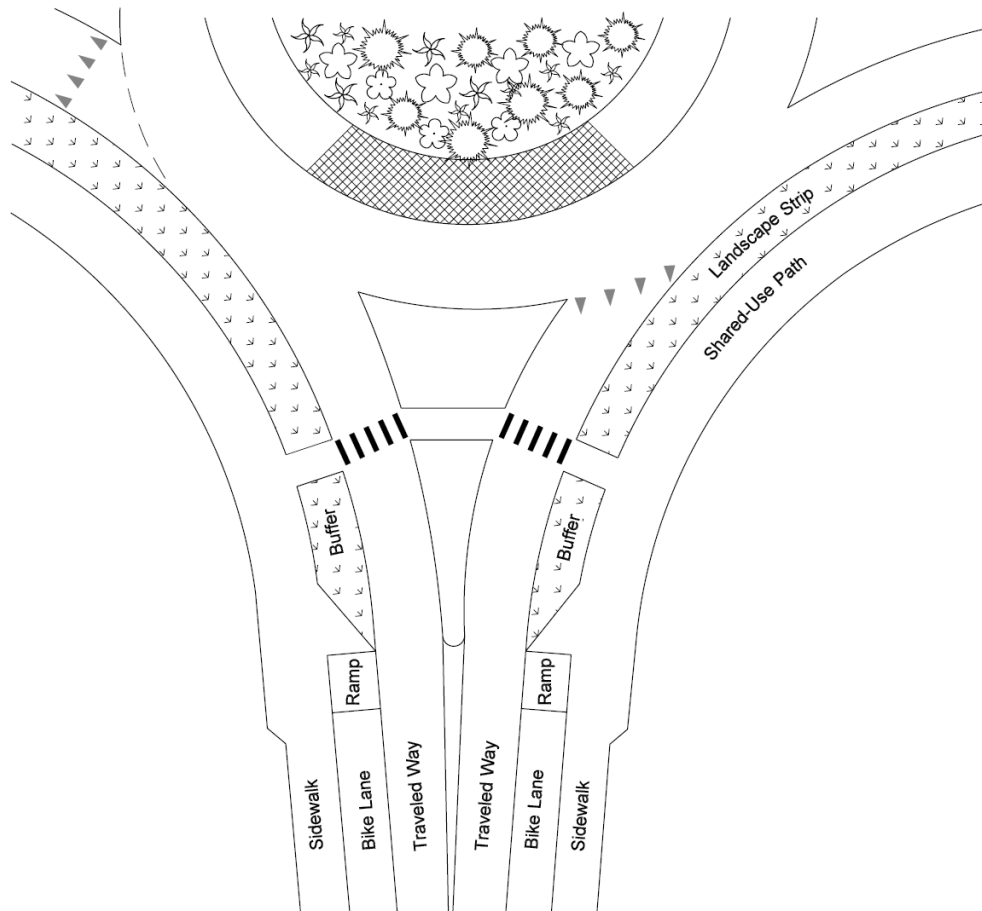 Landscape Strip
Shared-Use Path
Buffer
Buffer
Ramp
Ramp
Sidewalk
Bike Lane
Traveled Way
Traveled Way
Bike Lane
Sidewalk